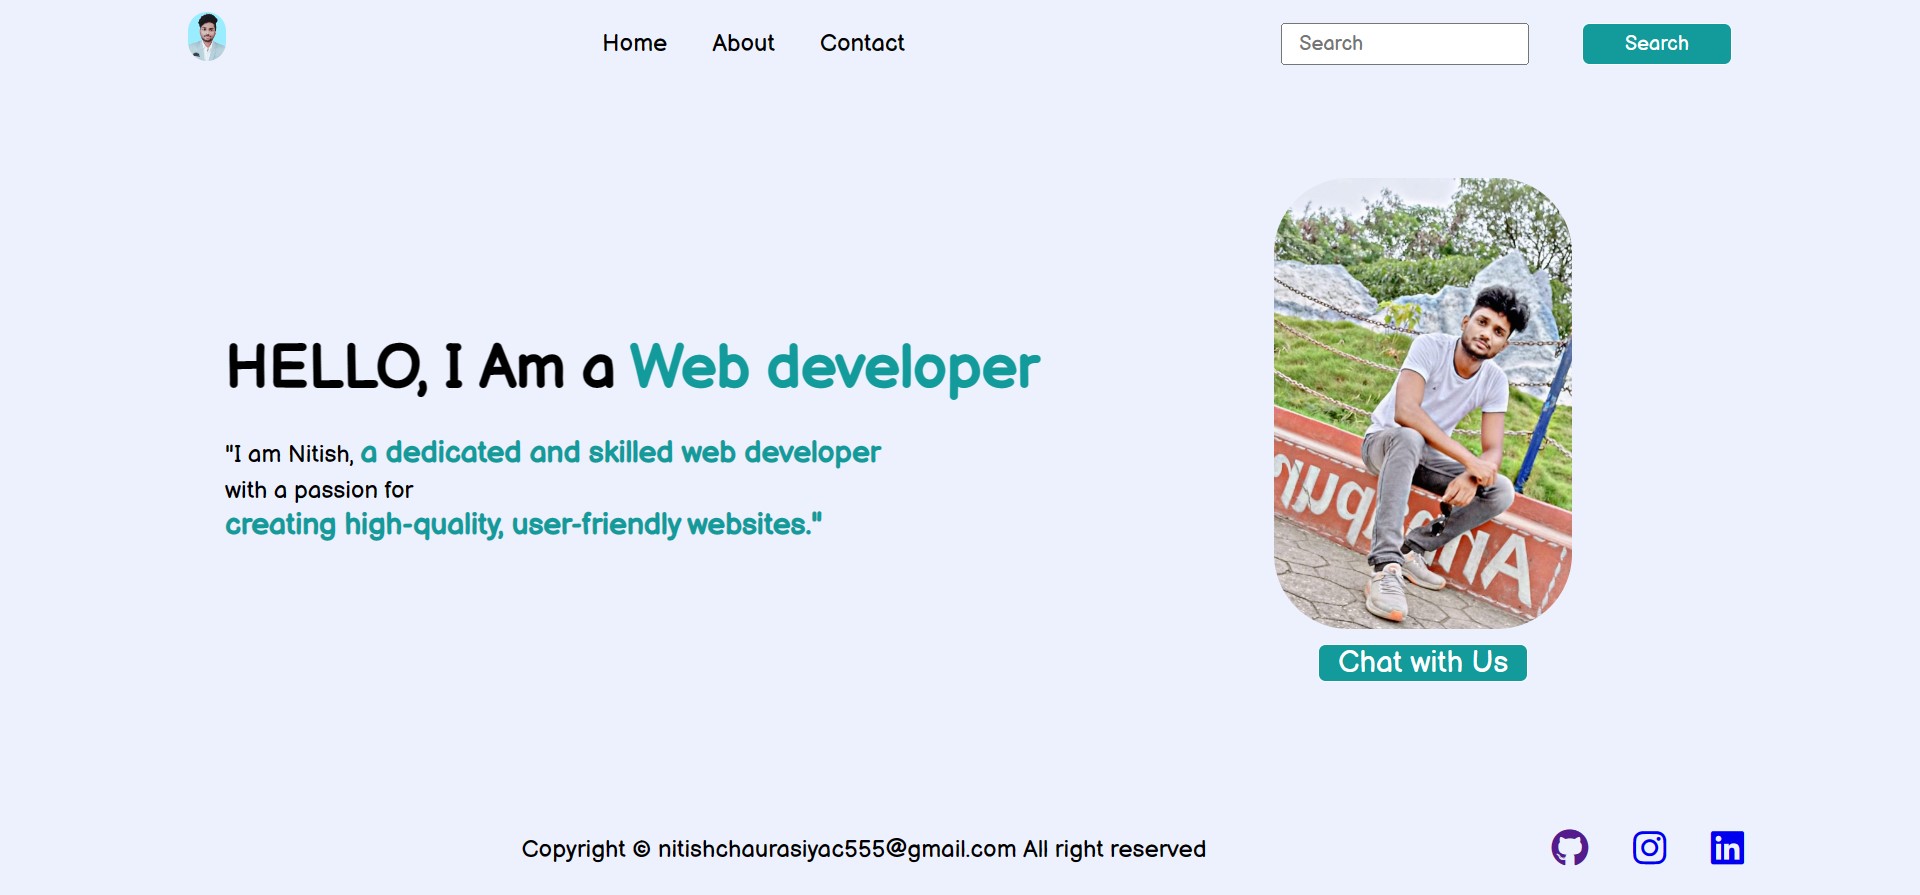 Home About Contact Search Search
HELLO, I Am a Web developer
"I am Nitish, a dedicated and skilled web developer
with a passion for
creating high-quality, user-friendly websites."
Chat with Us
Copyright © nitishchaurasiyac555@gmail.com All right reserved
in